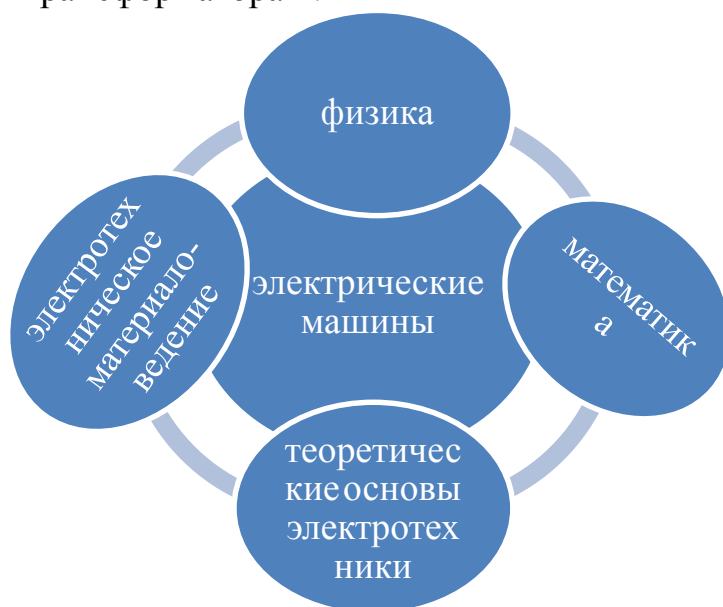 физика
электротех
ническое
материало-
ведение
электрические
машины
математик
а
теоретичес
кие основы
электротех
ники